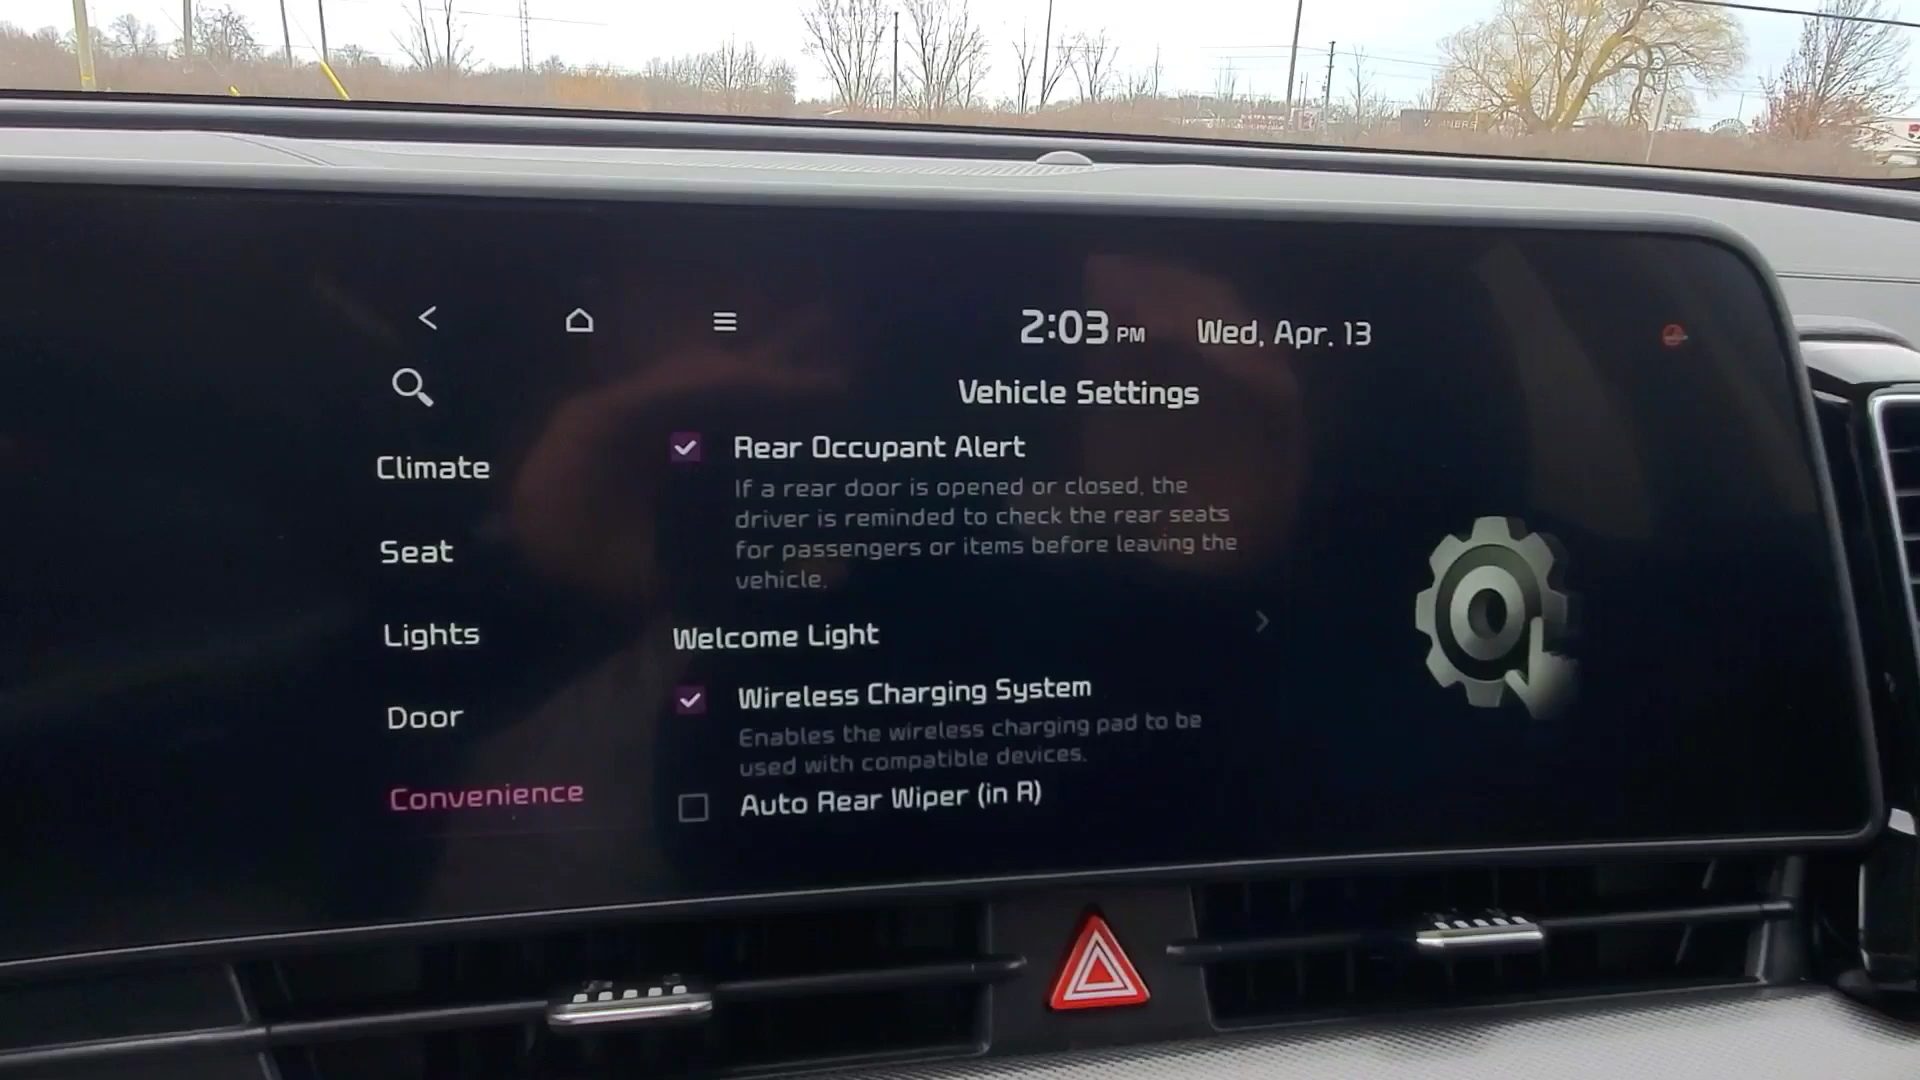 2:03 PM Wed, Apr. 13
Vehicle Settings
Climate
Seat
Lights
Door
Convenience
Rear Occupant Alert
If a rear door is opened or closed, the
driver is reminded to check the rear seats
for passengers or items before leaving the
vehicle.
Welcome Light
Wireless Charging System
Enables the wireless charging pad to be
used with compatible devices.
Auto Rear Wiper (in R)